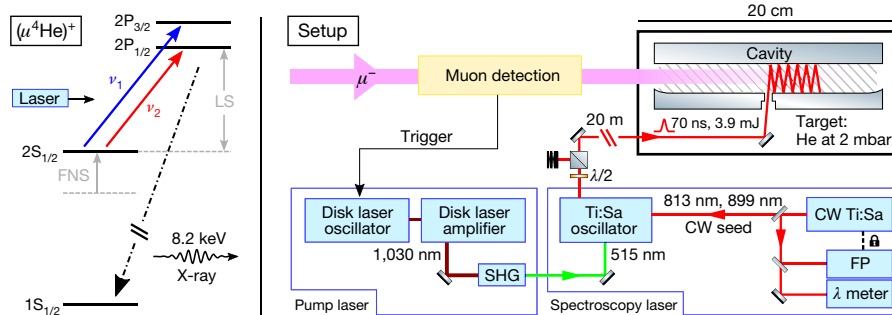 (μ⁴He)⁺
2P₃/₂
2P₁/₂
ν₁
Laser
ν₂
LS
2S₁/₂
FNS
8.2 keV
X-ray
1S₁/₂
Setup
20 cm
μ⁻
Muon detection
Cavity
Trigger
20 m
70 ns, 3.9 mJ
Target:
He at 2 mbar
λ/2
Disk laser
oscillator
Disk laser
amplifier
1,030 nm
SHG
Pump laser
Ti:Sa
oscillator
515 nm
813 nm, 899 nm
CW seed
CW Ti:Sa
FP
λ meter
Spectroscopy laser